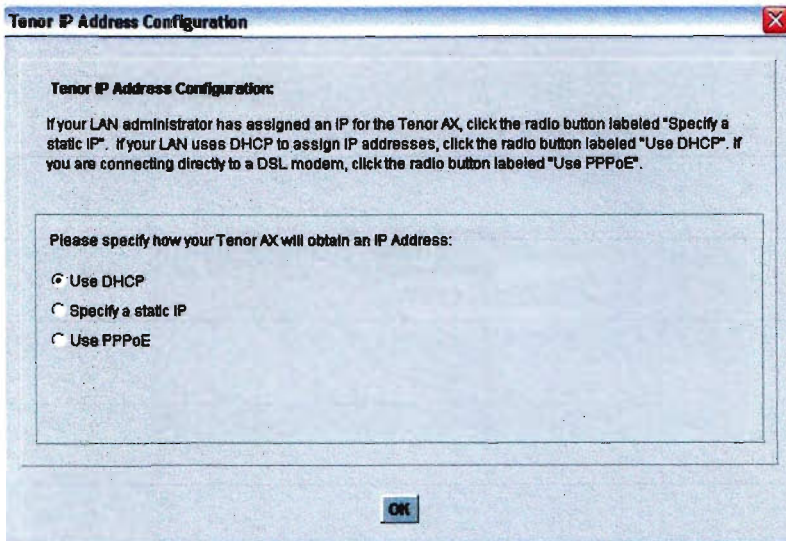 Tenor IP Address Configuration
Tenor IP Address Configuration:
If your LAN administrator has assigned an IP for the Tenor AX, click the radio button labeled "Specify a
static IP". If your LAN uses DHCP to assign IP addresses, click the radio button labeled "Use DHCP". If
you are connecting directly to a DSL modem, click the radio button labeled "Use PPPoE".
Please specify how your Tenor AX will obtain an IP Address:
Use DHCP
Specify a static IP
Use PPPoE
OK